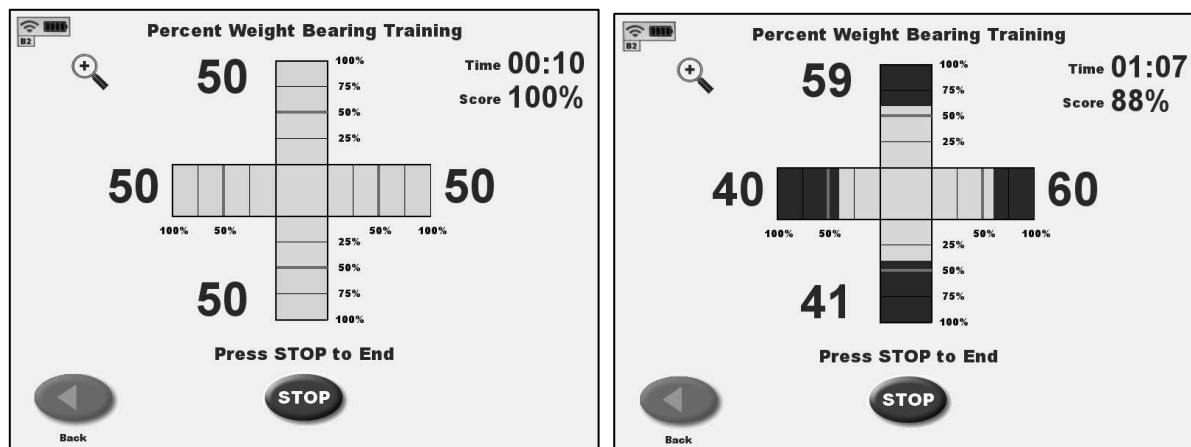 B2
Percent Weight Bearing Training
Time 00:10
Score 100%
50
100%
75%
50%
25%
50
50
100% 50%
50% 100%
25%
50%
75%
100%
50
Press STOP to End
STOP
Back
B2
Percent Weight Bearing Training
Time 01:07
Score 88%
59
100%
75%
50%
25%
40
60
100% 50%
50% 100%
25%
50%
75%
100%
41
Press STOP to End
STOP
Back